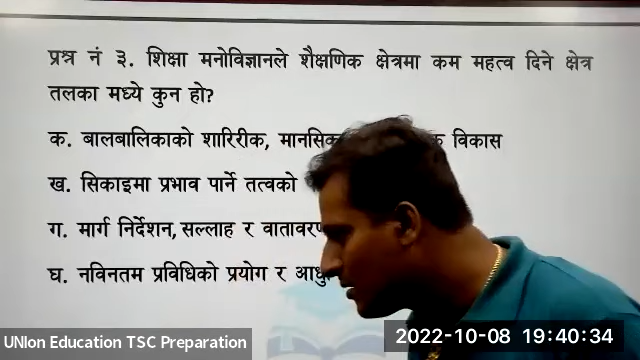 प्रश्न नं ३. शिक्षा मनोविज्ञानले शैक्षणिक क्षेत्रमा कम महत्व दिने क्षेत्र
तलका मध्ये कुन हो?
क. बालबालिकाको शारिरीक, विकास
ख. सिकाइमा प्रभाव पार्ने तत्वको
ग. मार्ग निर्देशन, सल्लाह र
घ. नविनतम प्रविधिको प्रयोग र
UNIon Education TSC Preparation
2022-10-08 19:40:34